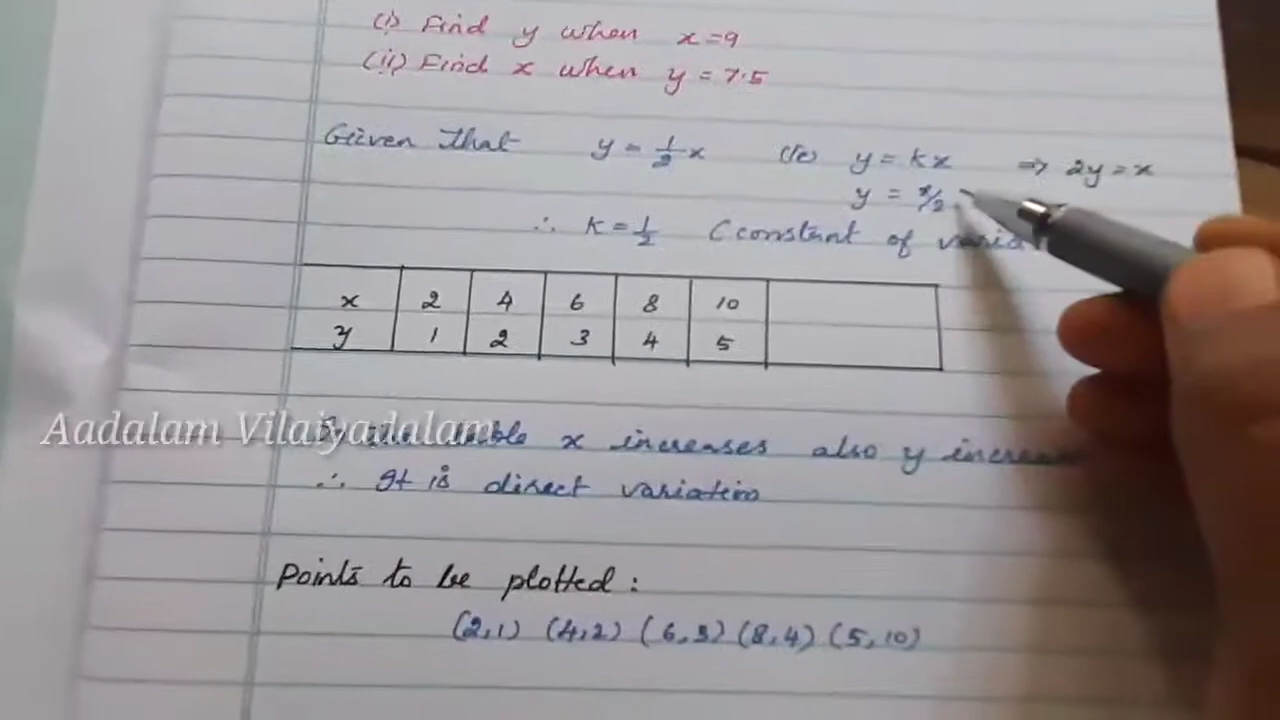 (i) Find y when x=9
(ii) Find x when y = 7.5
Given that y = 1/2 x (ie) y = kx ⇒ 2y = x
y = x/2
∴ K = 1/2 (constant of
x 2 4 6 8 10
y 1 2 3 4 5
Aadalam Vilaiyadalam
x increases also y
∴ It is direct variation
Points to be plotted :
(2,1) (4,2) (6,3) (8,4) (5,10)